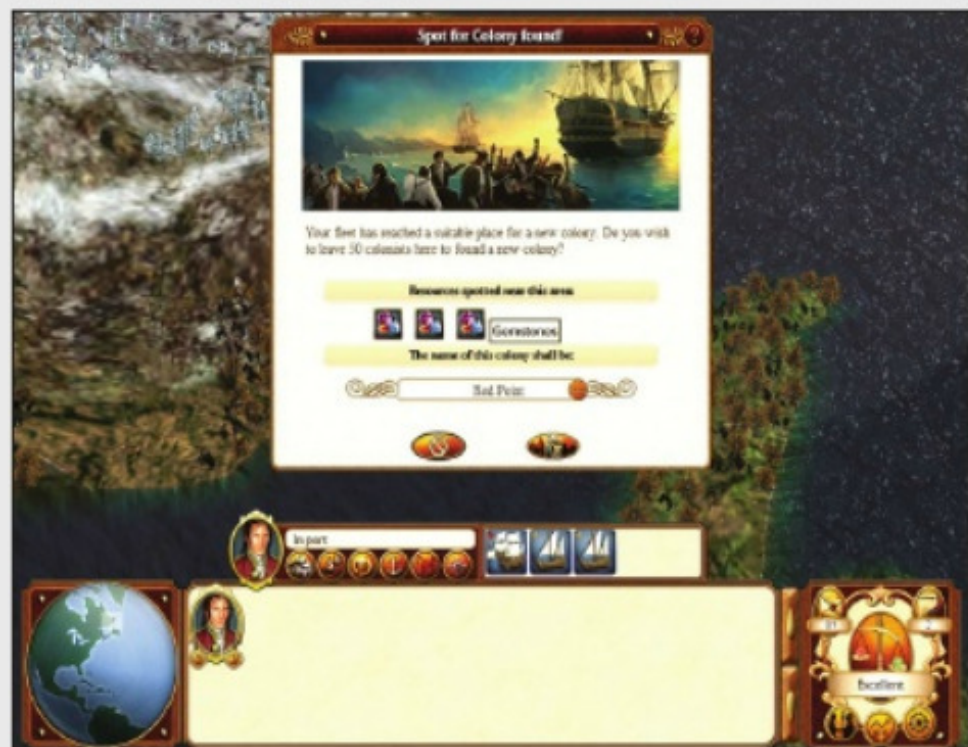 Spot for Colony found!
Your fleet has reached a suitable place for a new colony. Do you wish
to leave 50 colonists here to found a new colony?
Resources spotted near this area
Gemstones
The name of this colony shall be:
Red Point
In port
Excellent